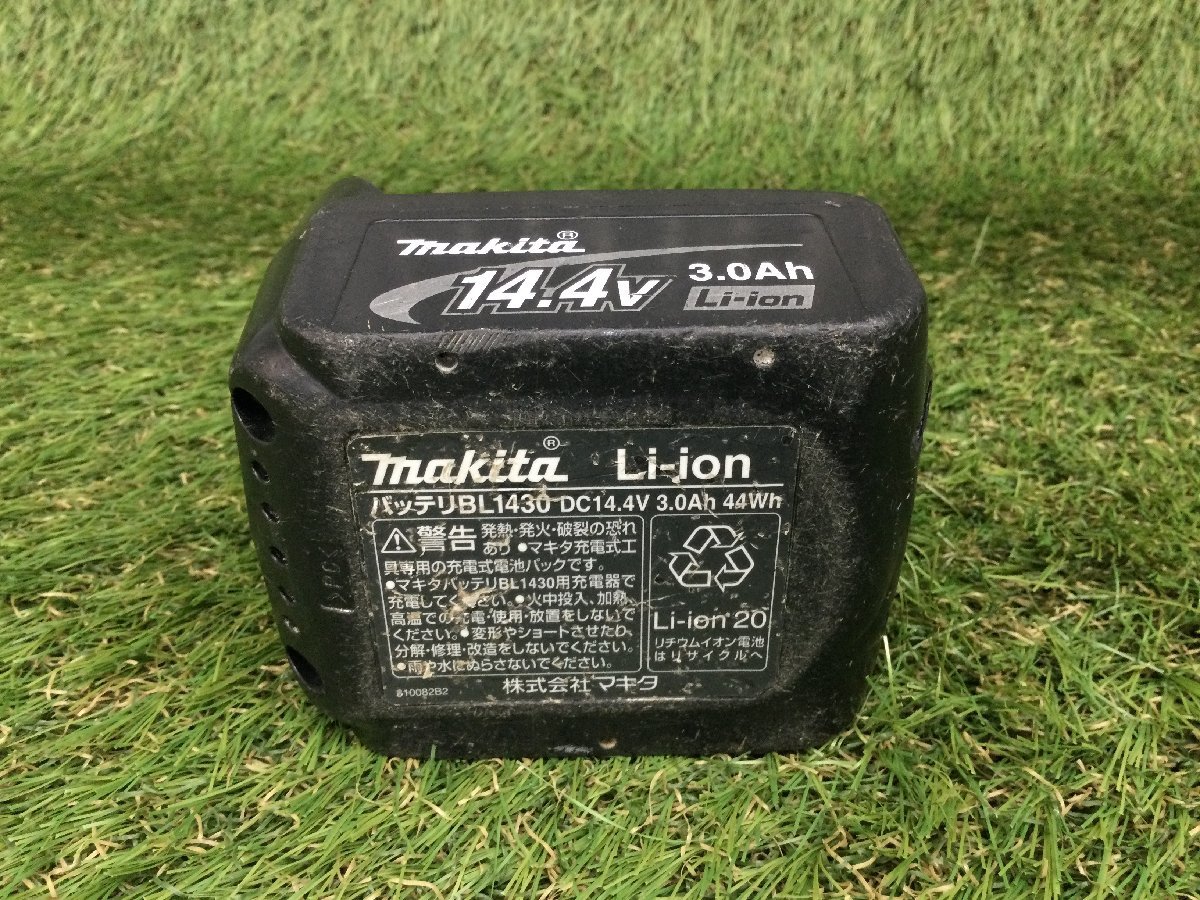 makita®
14.4V
3.0Ah
Li-ion
makita® Li-ion
バッテリBL1430 DC14.4V 3.0Ah 44Wh
警告 発熱・発火・破裂の恐れ
あり ●マキタ充電式工
具専用の充電式電池パックです。
●マキタバッテリBL1430用充電器で
充電してください。●火中投入、加熱、
高温での充電・使用・放置をしないで
ください。●変形やショートさせたり
分解・修理・改造をしないでください。
●雨や水にぬらさないでください。
Li-ion 20
リチウムイオン電池
はリサイクルへ
810082B2
株式会社マキタ
>PC<